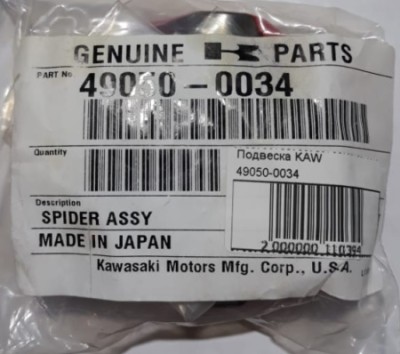 GENUINE PARTS
PART No 49050-0034
Quantity
Подвеска KAW
49050-0034
Description
SPIDER ASSY
MADE IN JAPAN
Kawasaki Motors Mfg. Corp., U.S.A.